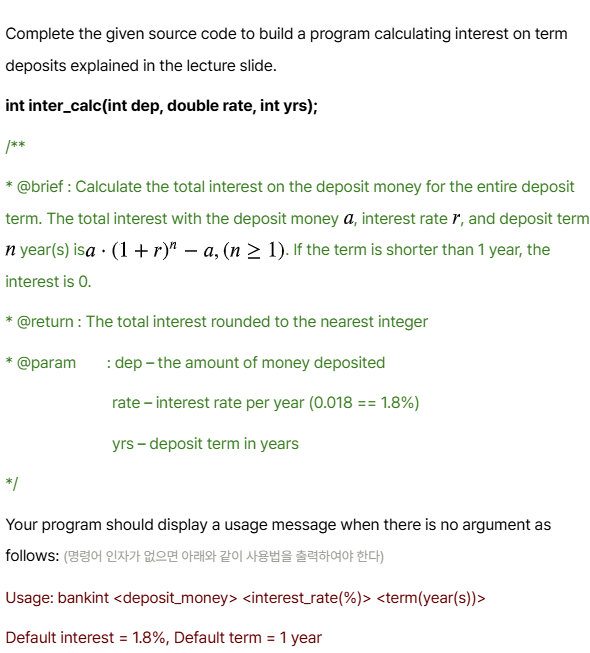 Complete the given source code to build a program calculating interest on term
deposits explained in the lecture slide.
int inter_calc(int dep, double rate, int yrs);
/**
* @brief : Calculate the total interest on the deposit money for the entire deposit
term. The total interest with the deposit money a, interest rate r, and deposit term
n year(s) is a · (1 + r)ⁿ − a, (n ≥ 1). If the term is shorter than 1 year, the
interest is 0.
* @return : The total interest rounded to the nearest integer
* @param : dep – the amount of money deposited
rate – interest rate per year (0.018 == 1.8%)
yrs – deposit term in years
*/
Your program should display a usage message when there is no argument as
follows: (명령어 인자가 없으면 아래와 같이 사용법을 출력하여야 한다)
Usage: bankint <deposit_money> <interest_rate(%)> <term(year(s))>
Default interest = 1.8%, Default term = 1 year